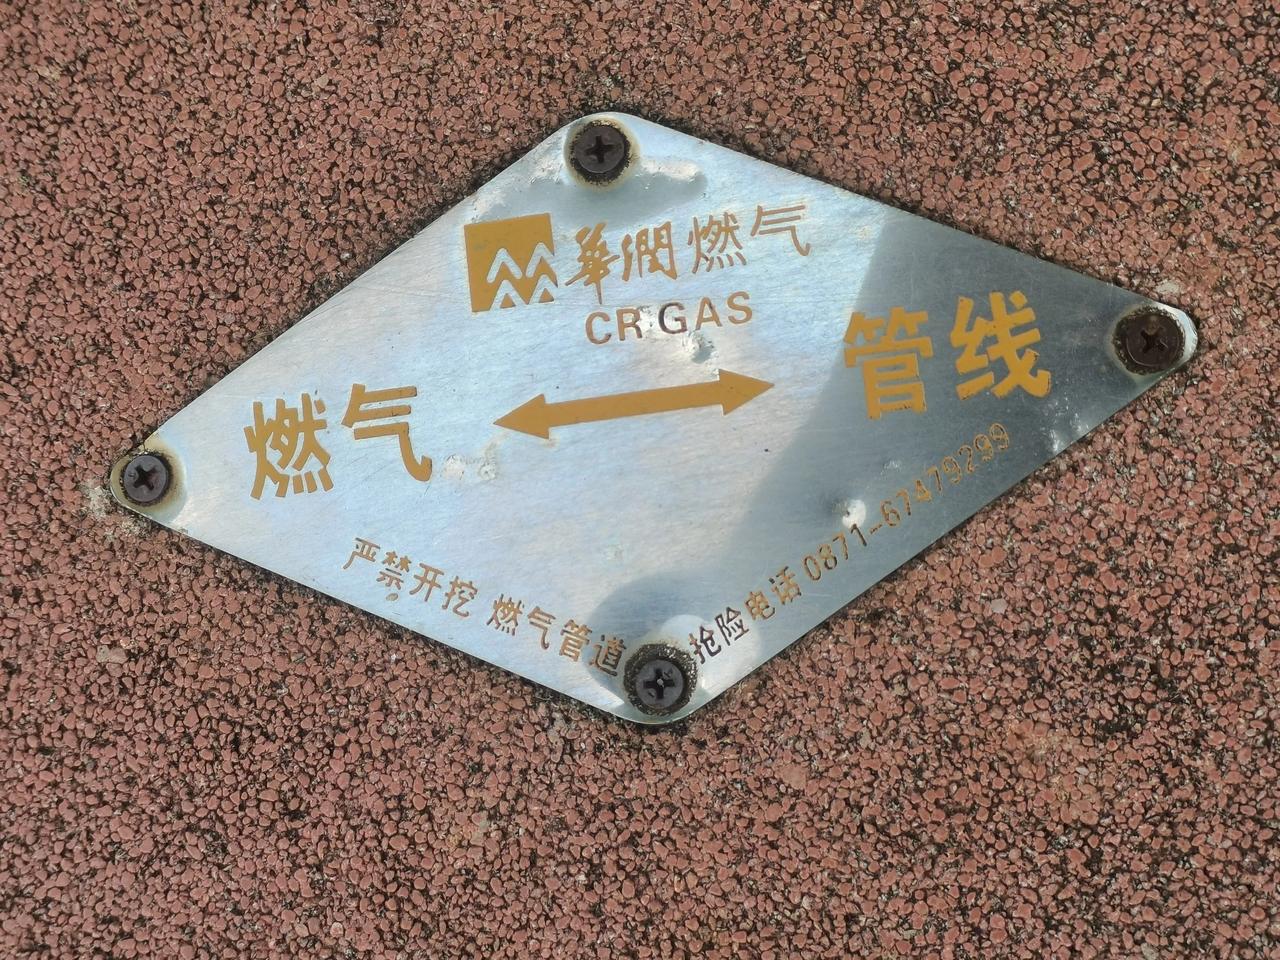 華潤燃气
CR GAS
燃气 管线
严禁开挖 燃气管道
抢险电话 0871-67479299